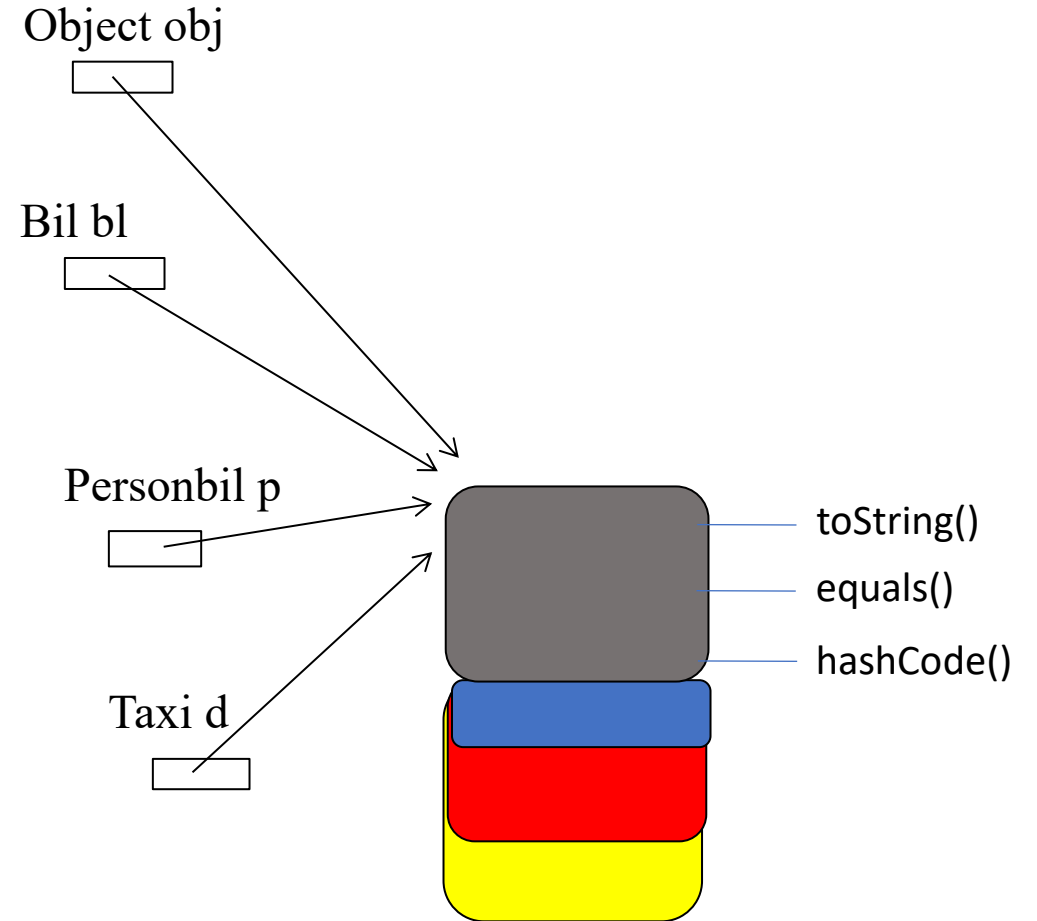 Object obj
Bil bl
Personbil p
toString()
equals()
hashCode()
Taxi d